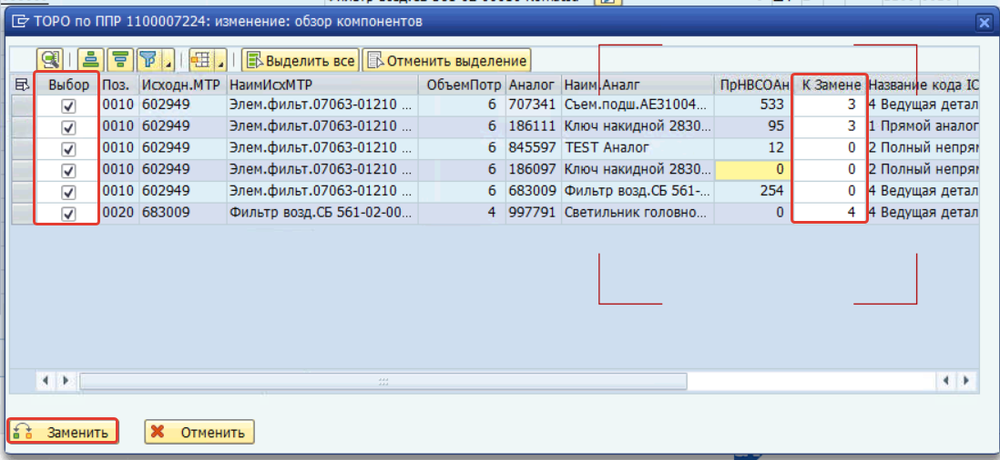 ТОРО по ППР 1100007224: изменение: обзор компонентов
Выделить все Отменить выделение
Выбор Поз. Исходн.МТР НаимИсхМТР ОбъемПотр Аналог Наим.Аналг ПрНВСОАн К Замене Название кода IC
0010 602949 Элем.фильт.07063-01210 ... 6 707341 Съем.подш.AE31004... 533 3 4 Ведущая детал
0010 602949 Элем.фильт.07063-01210 ... 6 186111 Ключ накидной 2830... 95 3 1 Прямой аналог
0010 602949 Элем.фильт.07063-01210 ... 6 845597 TEST Аналог 12 0 2 Полный непрям
0010 602949 Элем.фильт.07063-01210 ... 6 186097 Ключ накидной 2830... 0 0 2 Полный непрям
0010 602949 Элем.фильт.07063-01210 ... 6 683009 Фильтр возд.СБ 561-... 254 0 4 Ведущая детал
0020 683009 Фильтр возд.СБ 561-02-00... 4 997791 Светильник головно... 0 4 4 Ведущая детал
Заменить Отменить